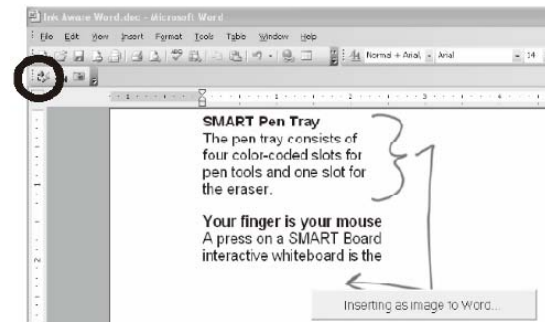 Ink Aware Word.doc - Microsoft Word
File Edit View Insert Format Tools Table Window Help
Normal + Arial, Arial 14
SMART Pen Tray
The pen tray consists of
four color-coded slots for
pen tools and one slot for
the eraser.
Your finger is your mouse
A press on a SMART Board
interactive whiteboard is the
Inserting as image to Word...